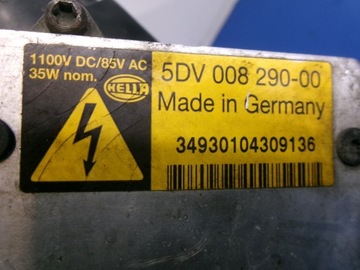 1100V DC/85V AC
35W nom.
HELLA
5DV 008 290-00
Made in Germany
34930104309136